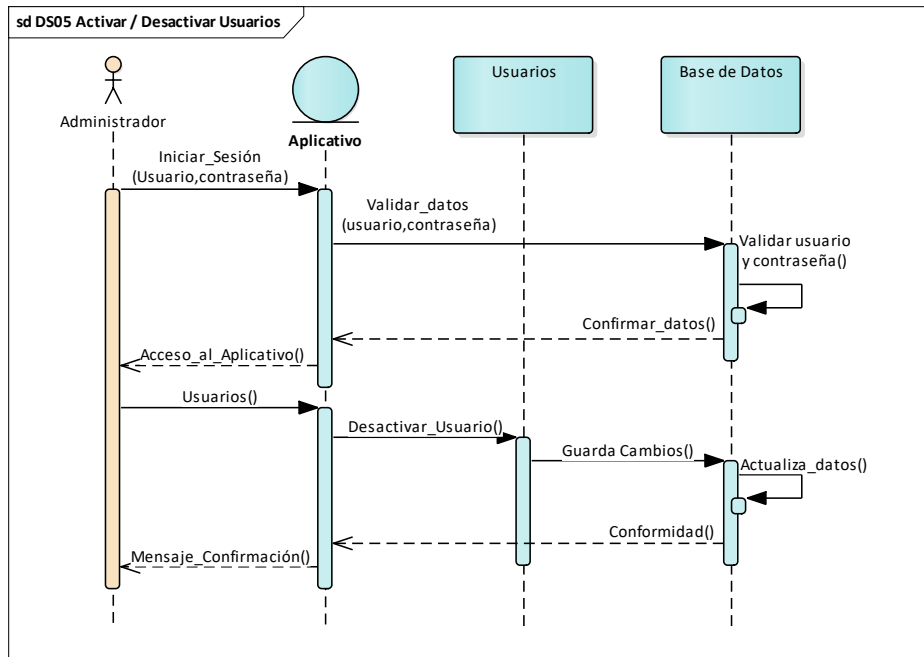 sd DS05 Activar / Desactivar Usuarios
Administrador
Aplicativo
Usuarios
Base de Datos
Iniciar_Sesión
(Usuario,contraseña)
Validar_datos
(usuario,contraseña)
Validar usuario
y contraseña()
Confirmar_datos()
Acceso_al_Aplicativo()
Usuarios()
Desactivar_Usuario()
Guarda Cambios()
Actualiza_datos()
Conformidad()
Mensaje_Confirmación()